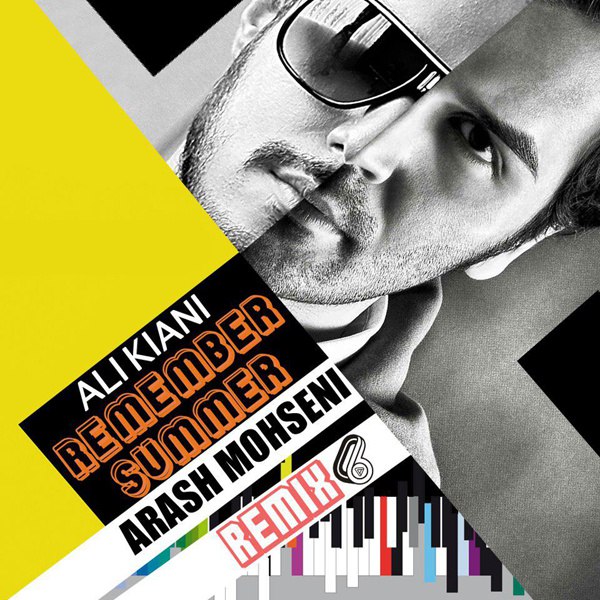 ALI KIANI
REMEMBER
SUMMER
ARASH MOHSENI
REMIX